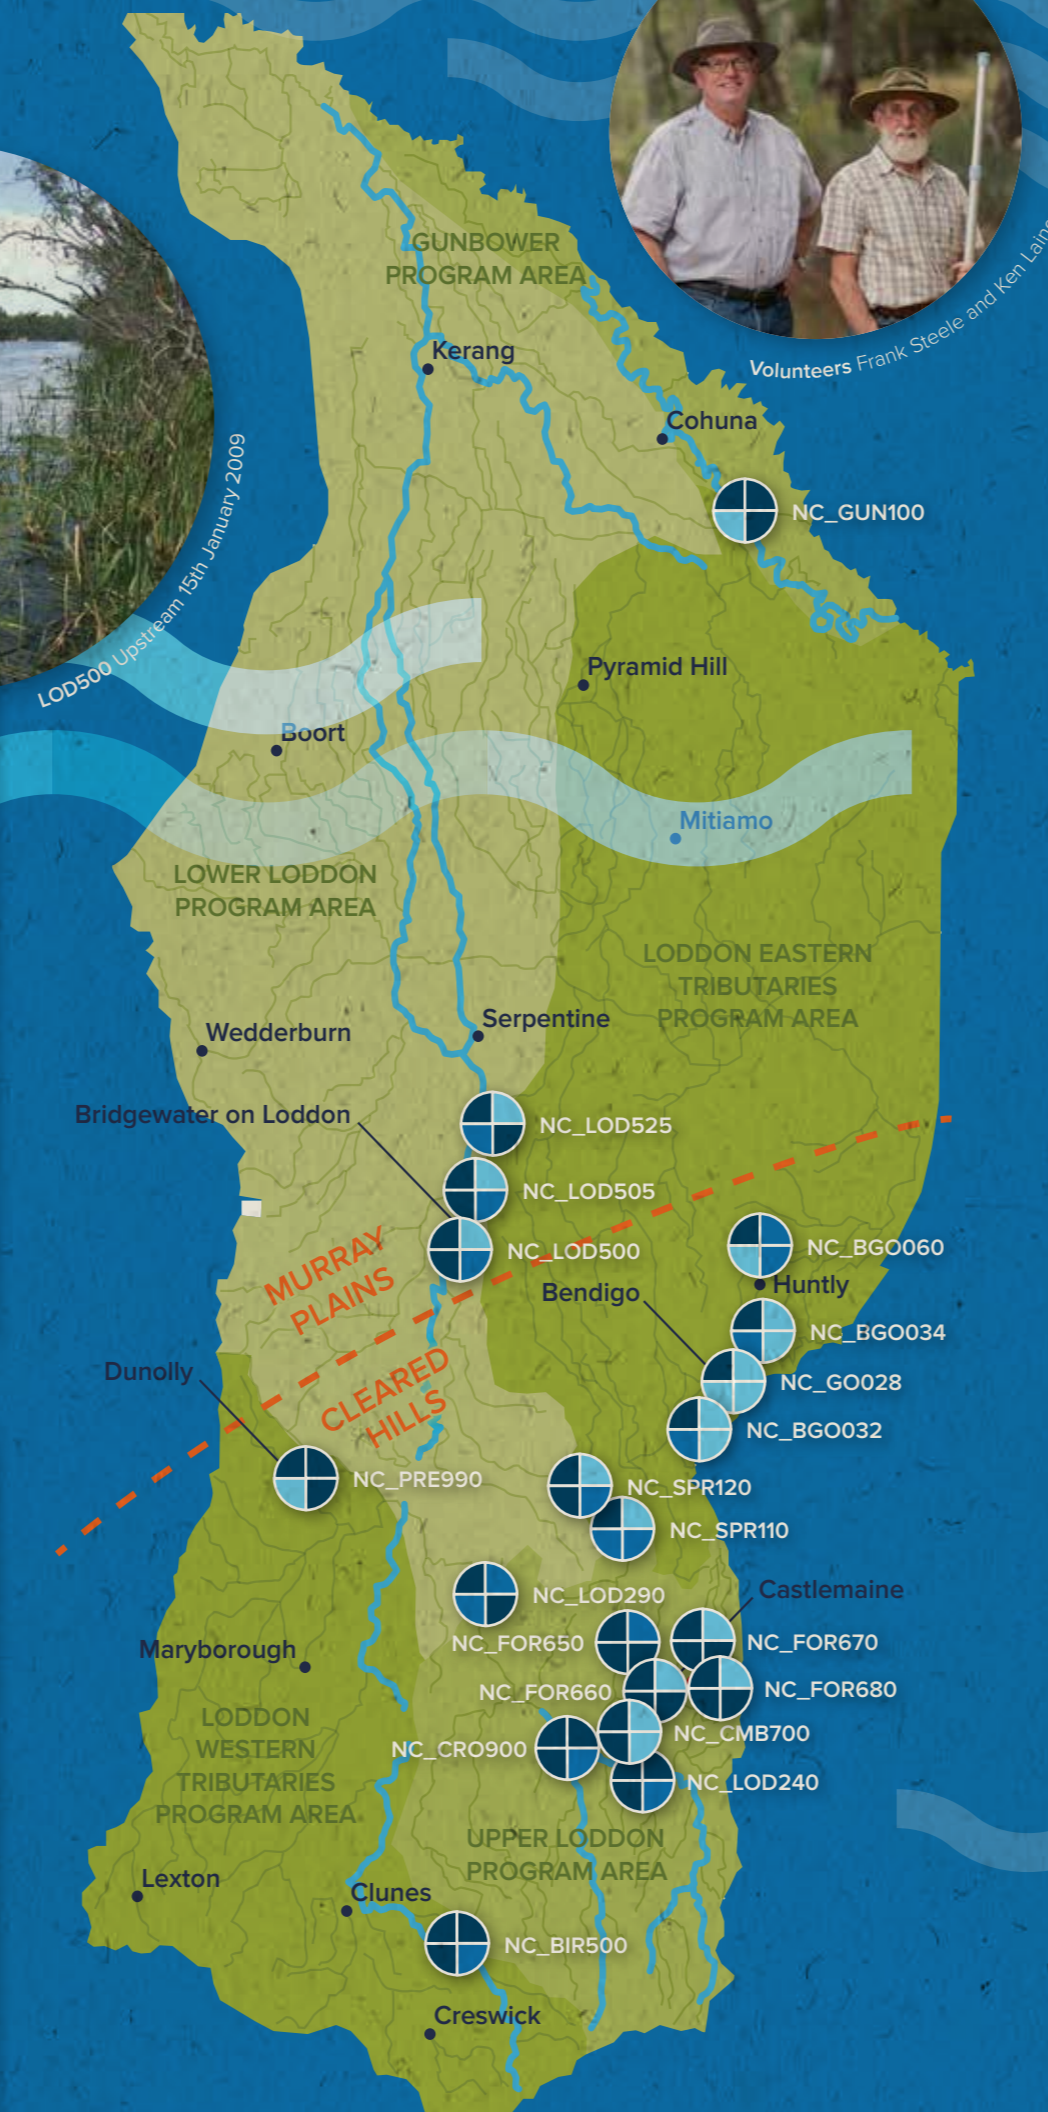 GUNBOWER
PROGRAM AREA
Volunteers Frank Steele and Ken Laing
Kerang
Cohuna
NC_GUN100
LOD500 Upstream 15th January 2009
Pyramid Hill
Boort
Mitiamo
LOWER LODDON
PROGRAM AREA
LODDON EASTERN
TRIBUTARIES
PROGRAM AREA
Serpentine
Wedderburn
Bridgewater on Loddon
NC_LOD525
NC_LOD505
NC_LOD500
MURRAY
PLAINS
NC_BGO060
Huntly
Bendigo
NC_BGO034
CLEARED
HILLS
Dunolly
NC_GO028
NC_BGO032
NC_PRE990
NC_SPR120
NC_SPR110
NC_LOD290
Castlemaine
NC_FOR650
NC_FOR670
Maryborough
NC_FOR660
NC_FOR680
LODDON
WESTERN
TRIBUTARIES
PROGRAM AREA
NC_CMB700
NC_CRO900
NC_LOD240
UPPER LODDON
PROGRAM AREA
Lexton
Clunes
NC_BIR500
Creswick